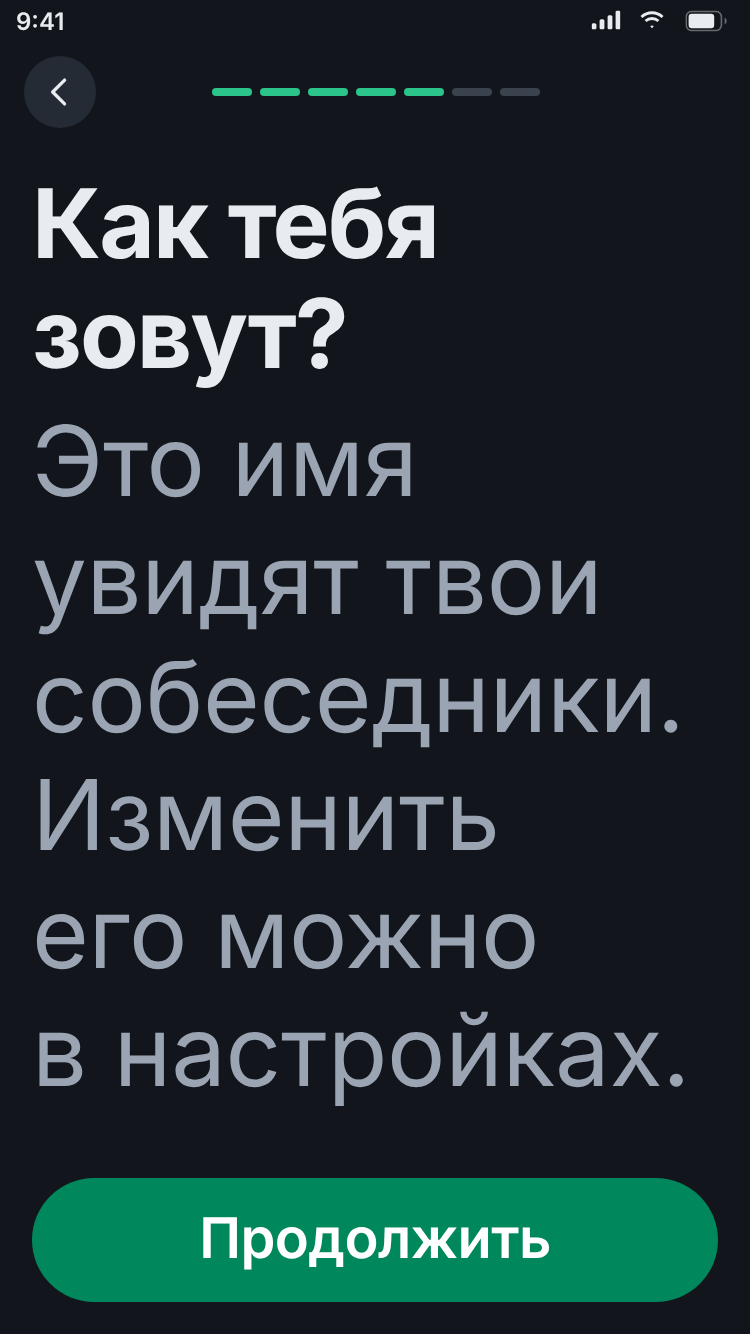 9:41
Как тебя
зовут?
Это имя
увидят твои
собеседники.
Изменить
его можно
в настройках.
Продолжить